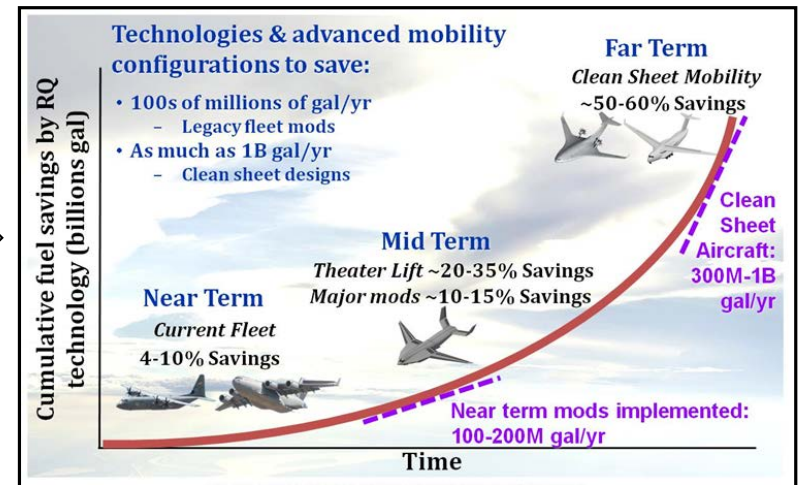 Technologies & advanced mobility
configurations to save:
• 100s of millions of gal/yr
– Legacy fleet mods
• As much as 1B gal/yr
– Clean sheet designs
Far Term
Clean Sheet Mobility
~50-60% Savings
Mid Term
Theater Lift ~20-35% Savings
Major mods ~10-15% Savings
Near Term
Current Fleet
4-10% Savings
Clean
Sheet
Aircraft:
300M-1B
gal/yr
Near term mods implemented:
100-200M gal/yr
Cumulative fuel savings by RQ
technology (billions gal)
Time